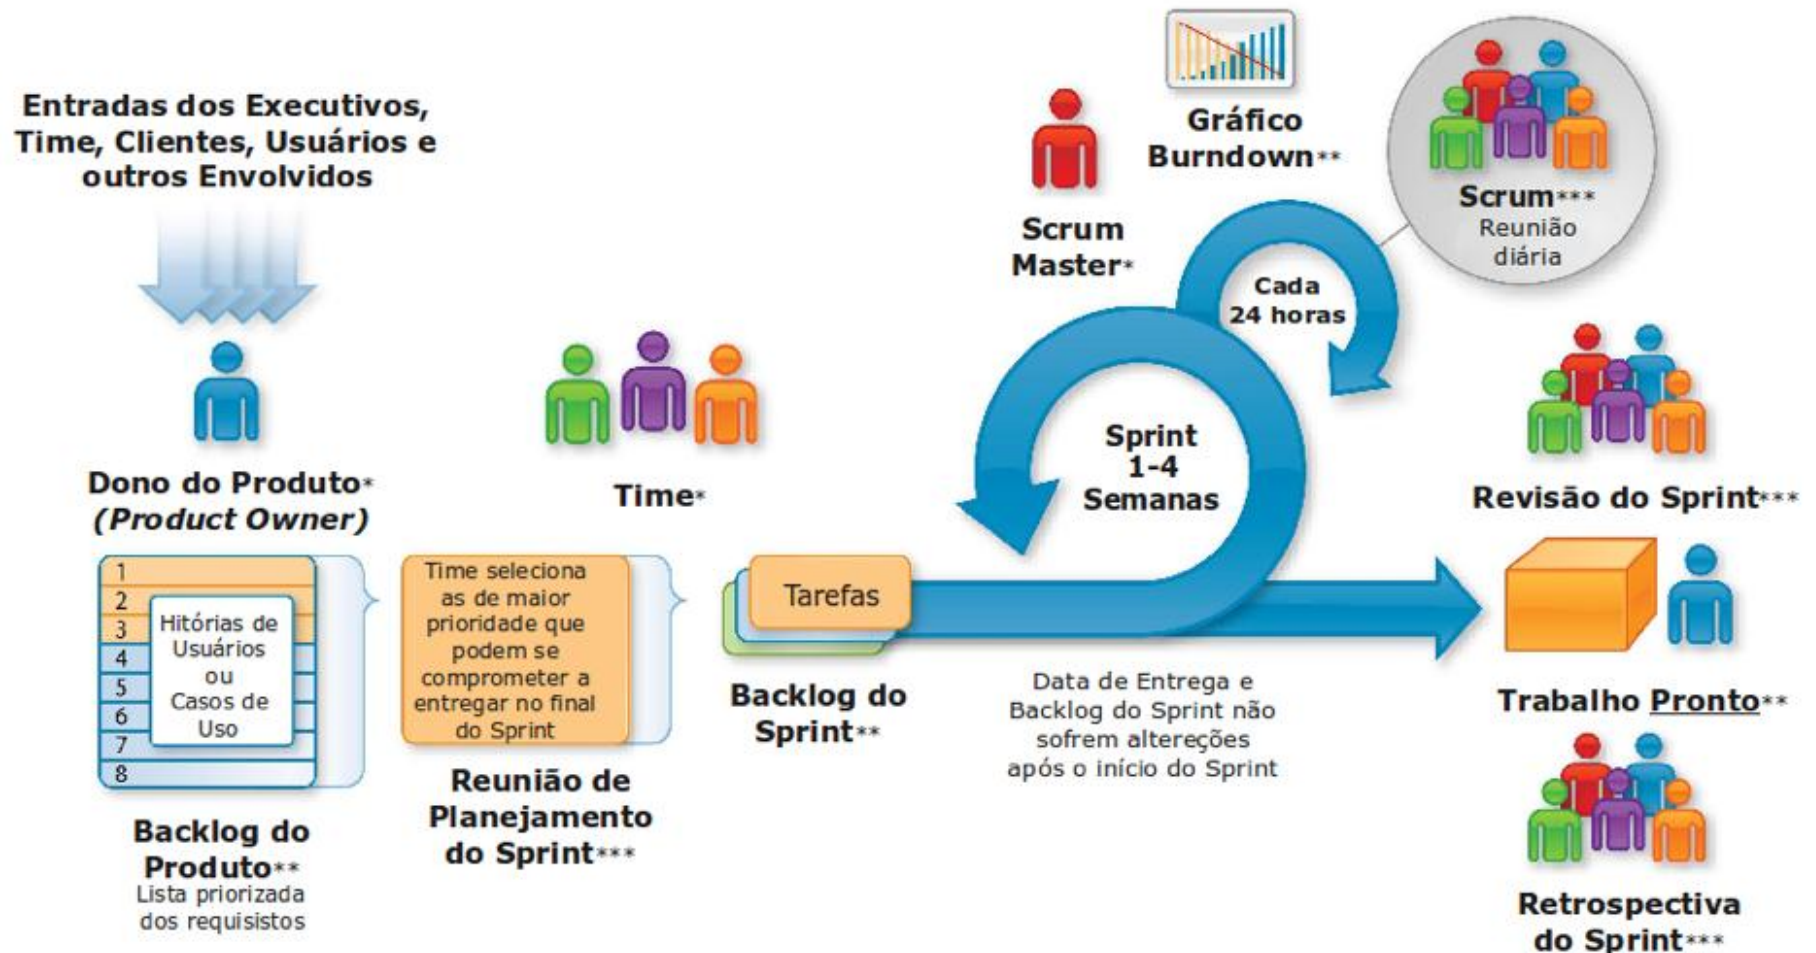 Entradas dos Executivos,
Time, Clientes, Usuários e
outros Envolvidos
Dono do Produto*
(Product Owner)
1
2
3
4
5
6
7
8
Hitórias de
Usuários
ou
Casos de
Uso
Backlog do
Produto**
Lista priorizada
dos requisistos
Time*
Time seleciona
as de maior
prioridade que
podem se
comprometer a
entregar no final
do Sprint
Reunião de
Planejamento
do Sprint***
Tarefas
Backlog do
Sprint**
Scrum
Master*
Gráfico
Burndown**
Scrum***
Reunião
diária
Cada
24 horas
Sprint
1-4
Semanas
Data de Entrega e
Backlog do Sprint não
sofrem altereções
após o início do Sprint
Revisão do Sprint***
Trabalho Pronto**
Retrospectiva
do Sprint***